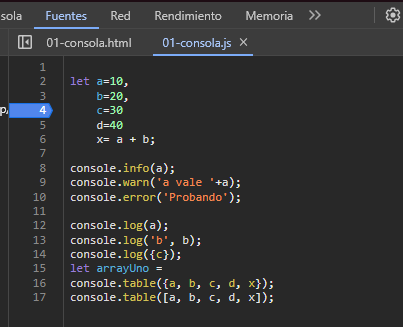 sola Fuentes Red Rendimiento Memoria
01-consola.html 01-consola.js
1
2 let a=10,
3 b=20,
p/ 4 c=30
5 d=40
6 x= a + b;
7
8 console.info(a);
9 console.warn('a vale '+a);
10 console.error('Probando');
11
12 console.log(a);
13 console.log('b', b);
14 console.log({c});
15 let arrayUno =
16 console.table({a, b, c, d, x});
17 console.table([a, b, c, d, x]);